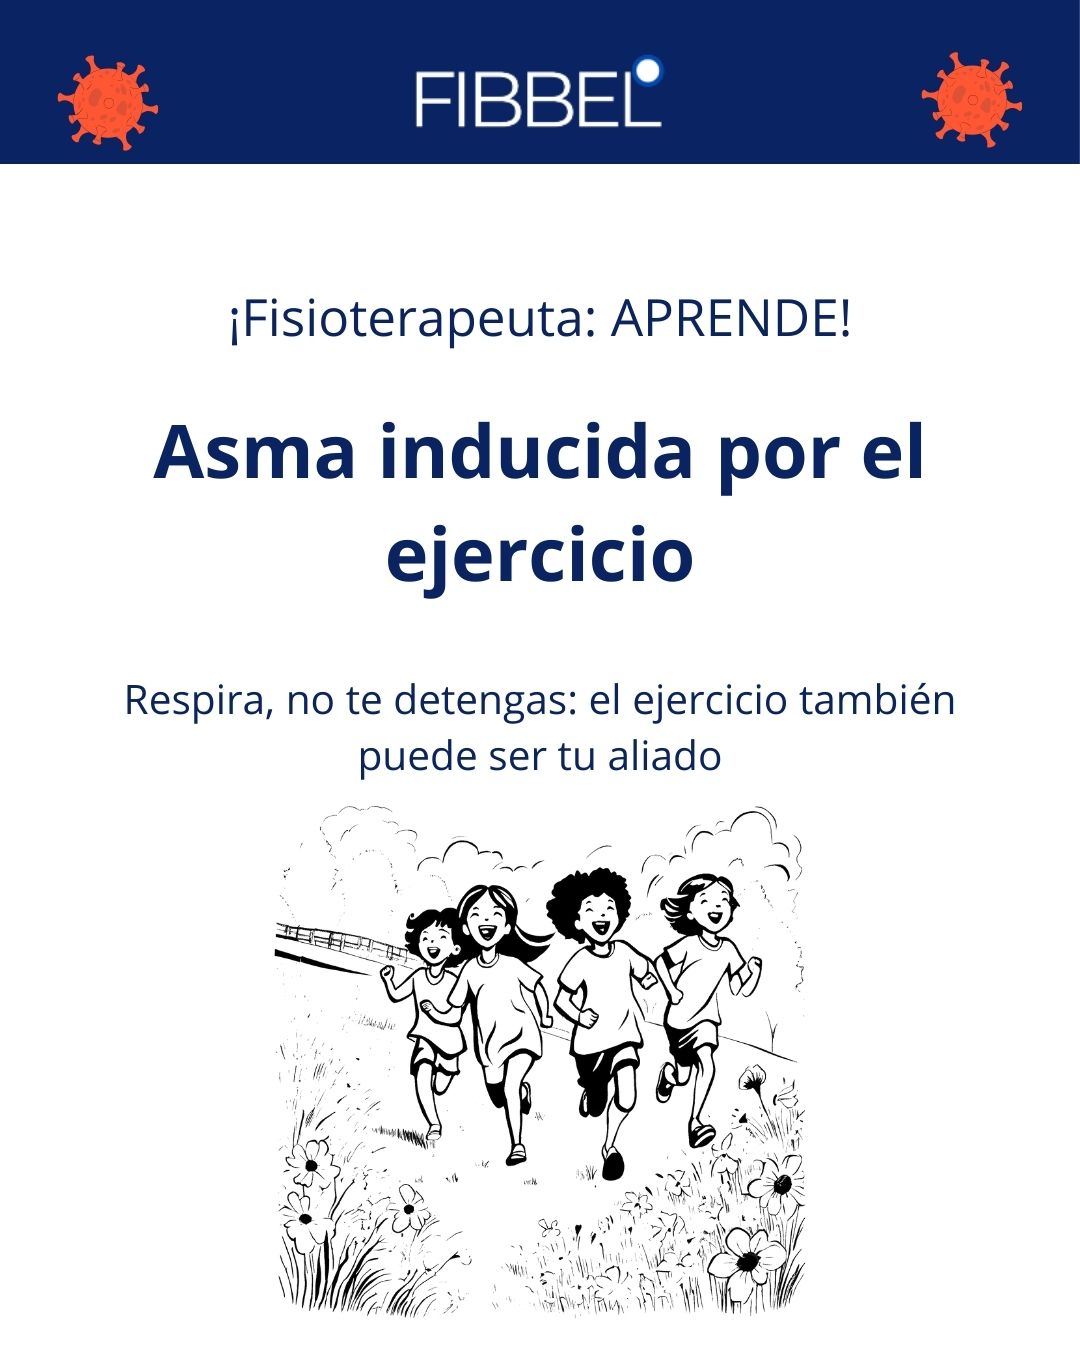 FIBBEL
¡Fisioterapeuta: APRENDE!
Asma inducida por el
ejercicio
Respira, no te detengas: el ejercicio también
puede ser tu aliado